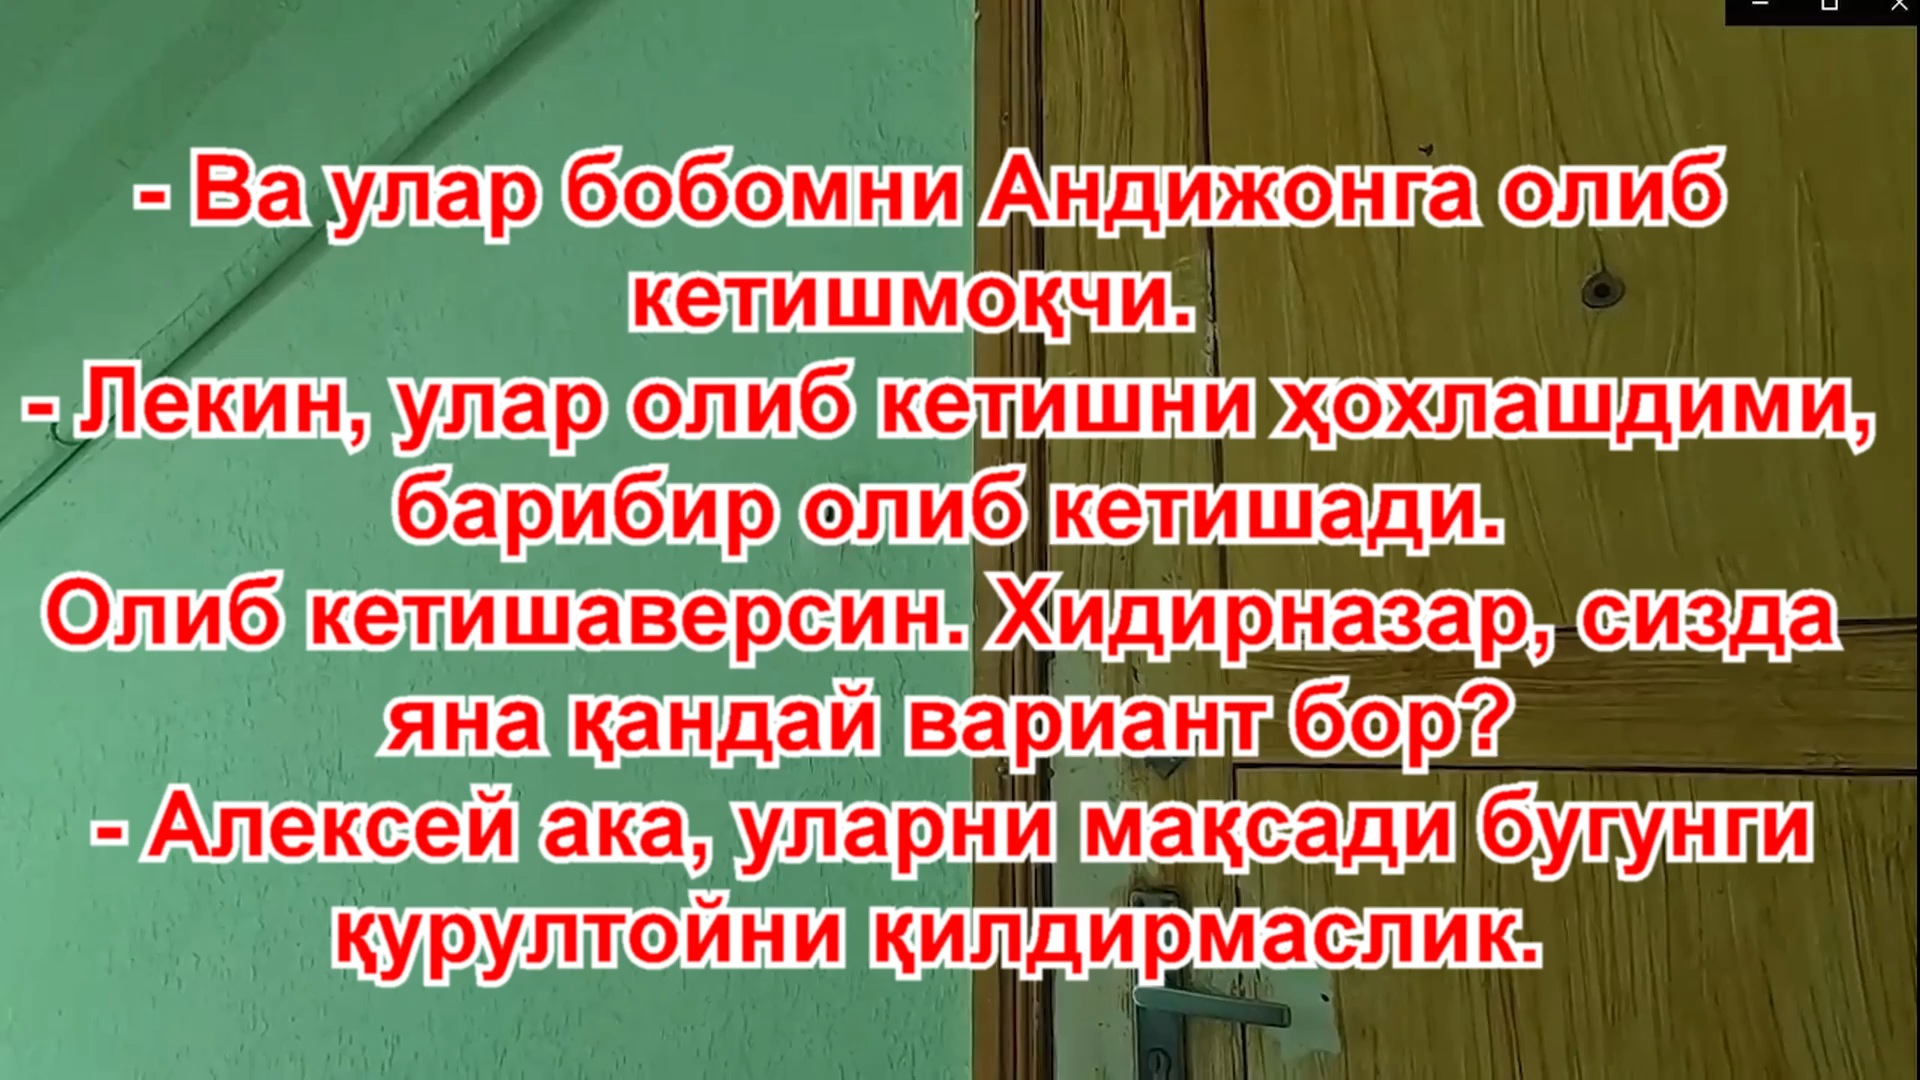 - Ва улар бобомни Андижонга олиб
кетишмоқчи.
- Лекин, улар олиб кетишни ҳохлашдими,
барибир олиб кетишади.
Олиб кетишаверсин. Хидирназар, сизда
яна қандай вариант бор?
- Алексей ака, уларни мақсади бугунги
қурултойни қилдирмаслик.